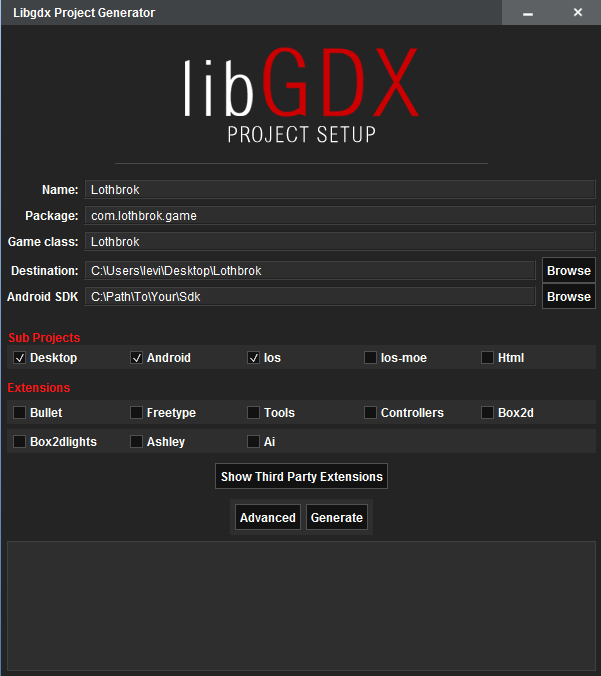 Libgdx Project Generator
libGDX
PROJECT SETUP
Name: Lothbrok
Package: com.lothbrok.game
Game class: Lothbrok
Destination: C:\Users\levi\Desktop\Lothbrok Browse
Android SDK C:\Path\To\Your\Sdk Browse
Sub Projects
Desktop Android Ios Ios-moe Html
Extensions
Bullet Freetype Tools Controllers Box2d
Box2dlights Ashley Ai
Show Third Party Extensions
Advanced Generate